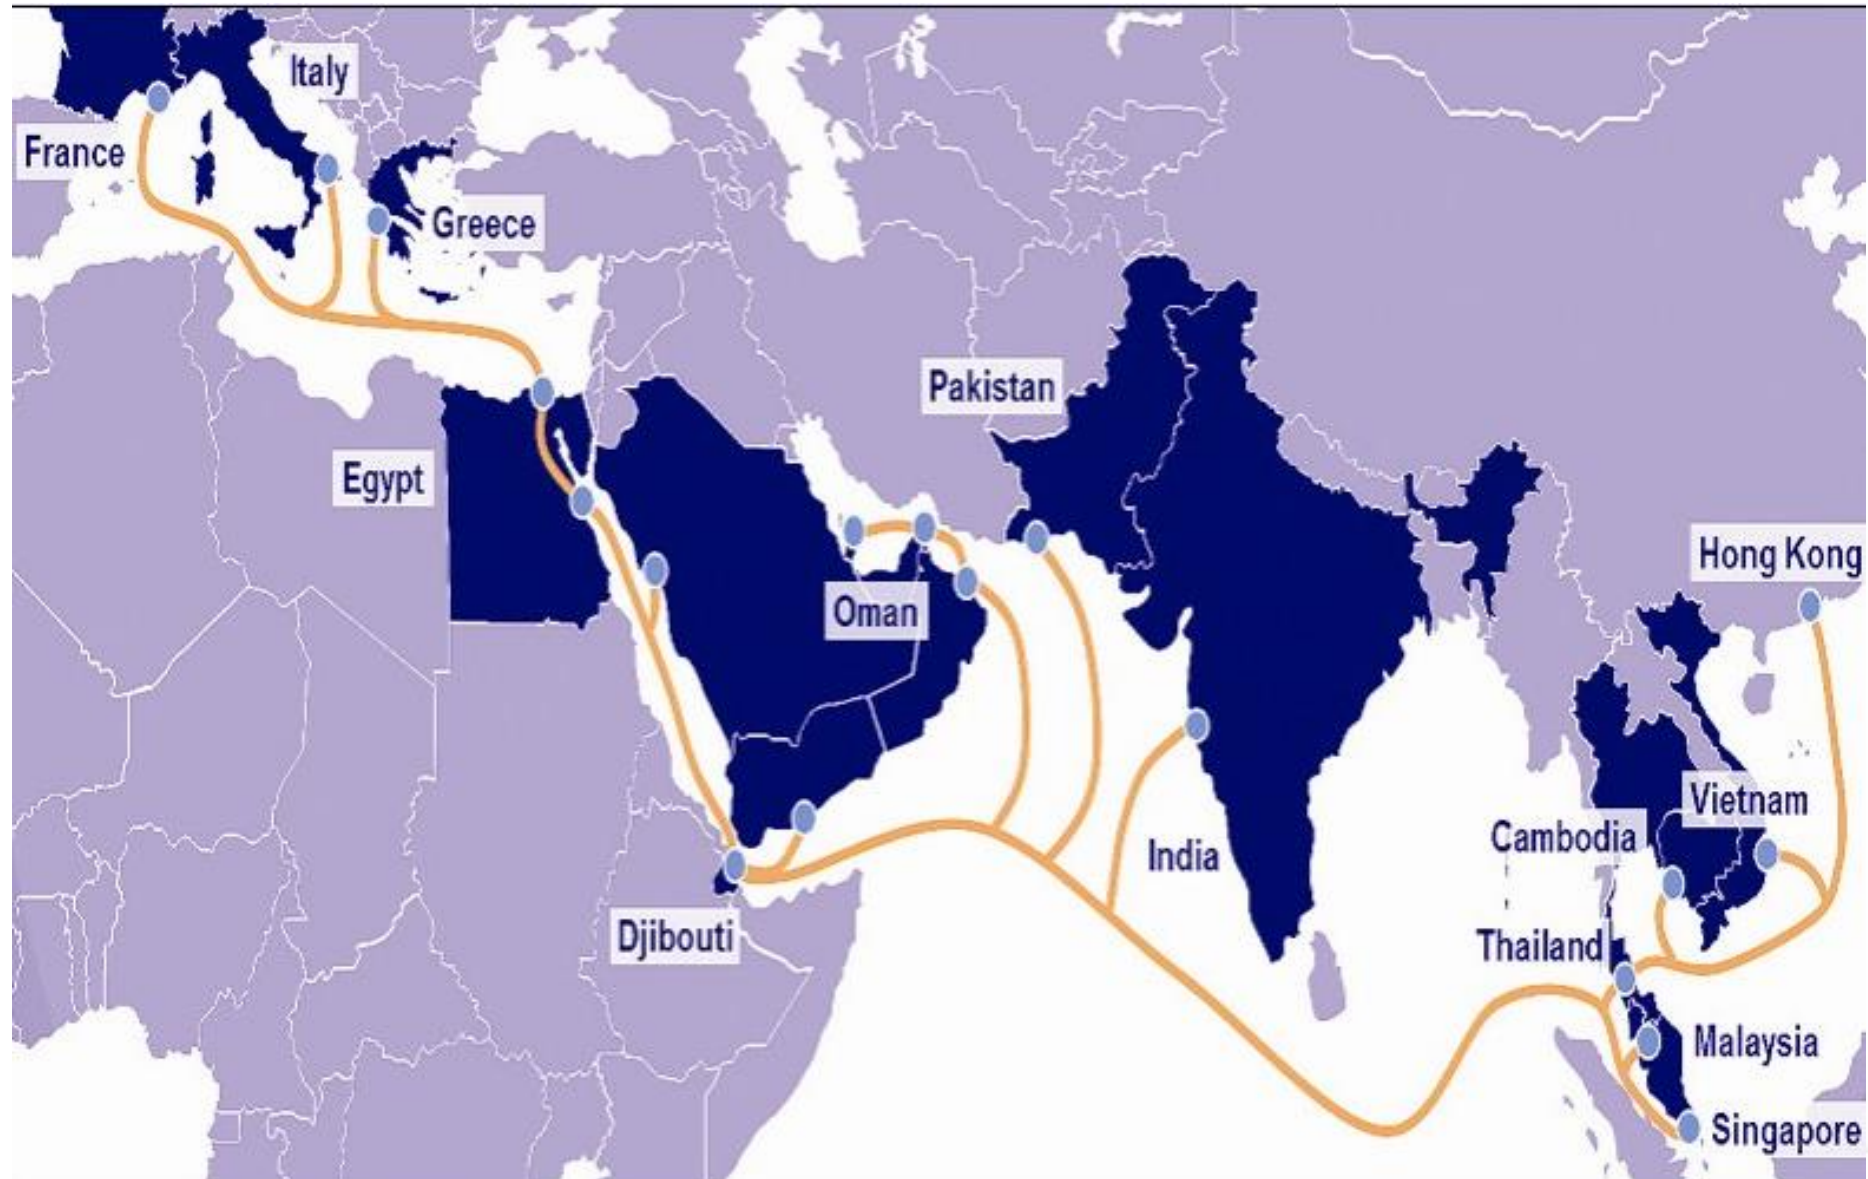 Italy
France
Greece
Pakistan
Egypt
Hong Kong
Oman
Vietnam
Cambodia
India
Djibouti
Thailand
Malaysia
Singapore